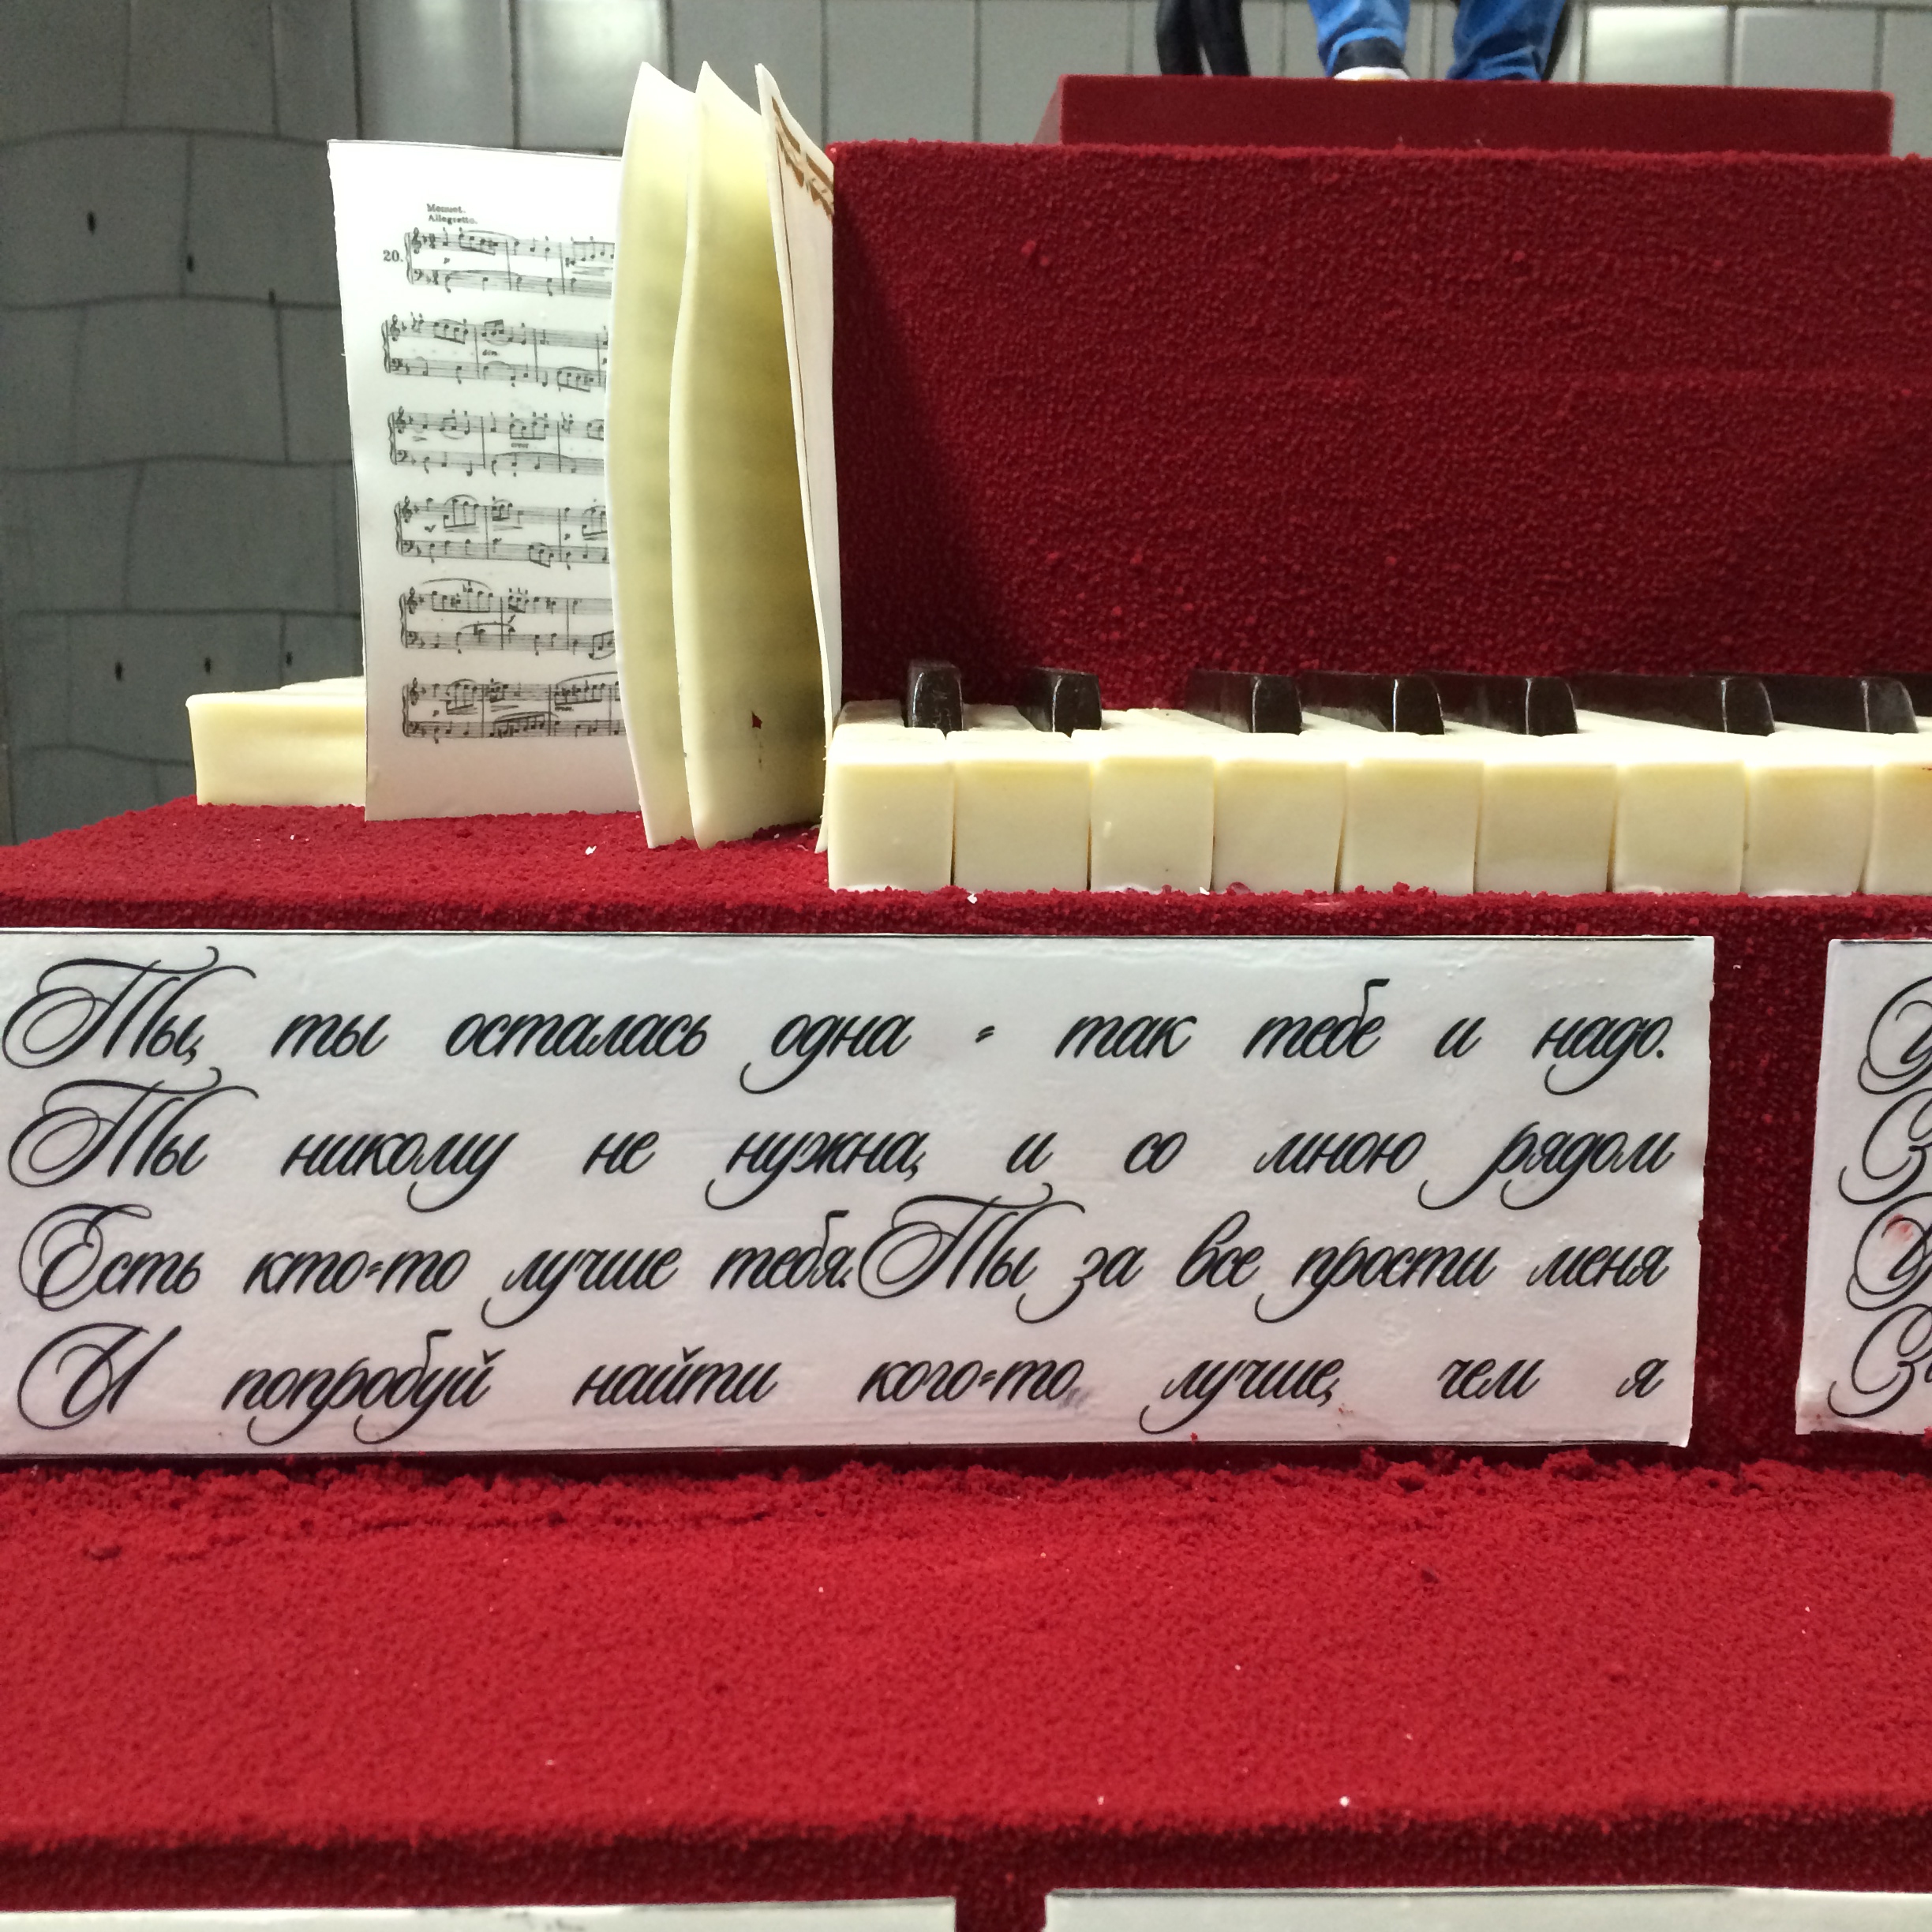 Menuet.
Allegretto.
20.
Ты, ты осталась одна - так тебе и надо.
Ты никому не нужна, и со мною рядом
Есть кто-то лучше тебя. Ты за все прости меня
И попробуй найти кого-то лучше, чем я